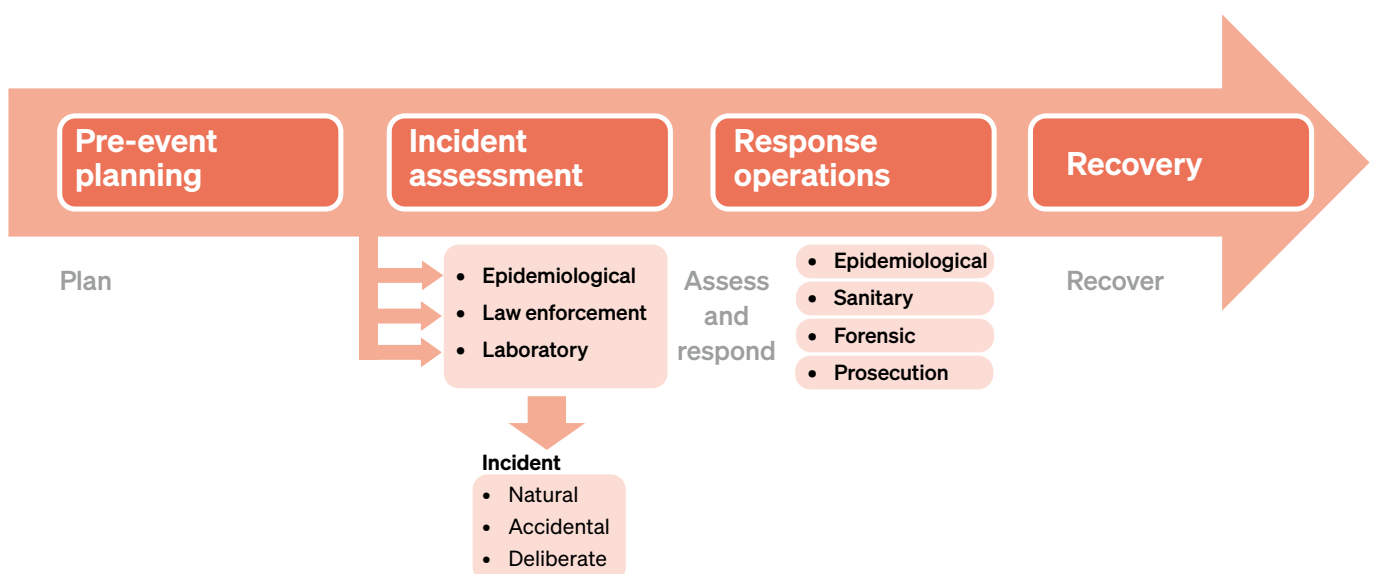 Pre-event
planning
Incident
assessment
Response
operations
Recovery
Plan
• Epidemiological
• Law enforcement
• Laboratory
Assess
and
respond
• Epidemiological
• Sanitary
• Forensic
• Prosecution
Recover
Incident
• Natural
• Accidental
• Deliberate